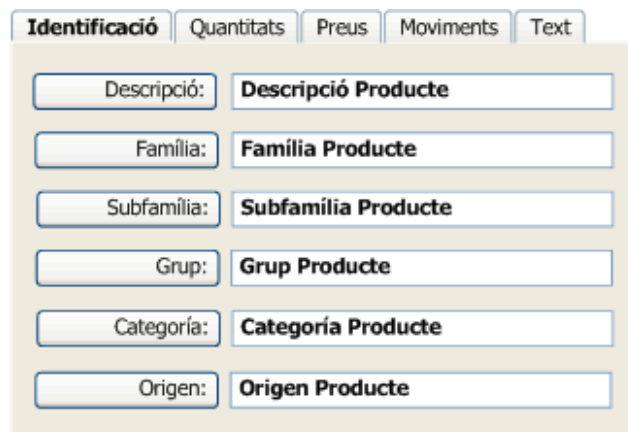 Identificació Quantitats Preus Moviments Text
Descripció: Descripció Producte
Família: Família Producte
Subfamília: Subfamília Producte
Grup: Grup Producte
Categoría: Categoría Producte
Origen: Origen Producte